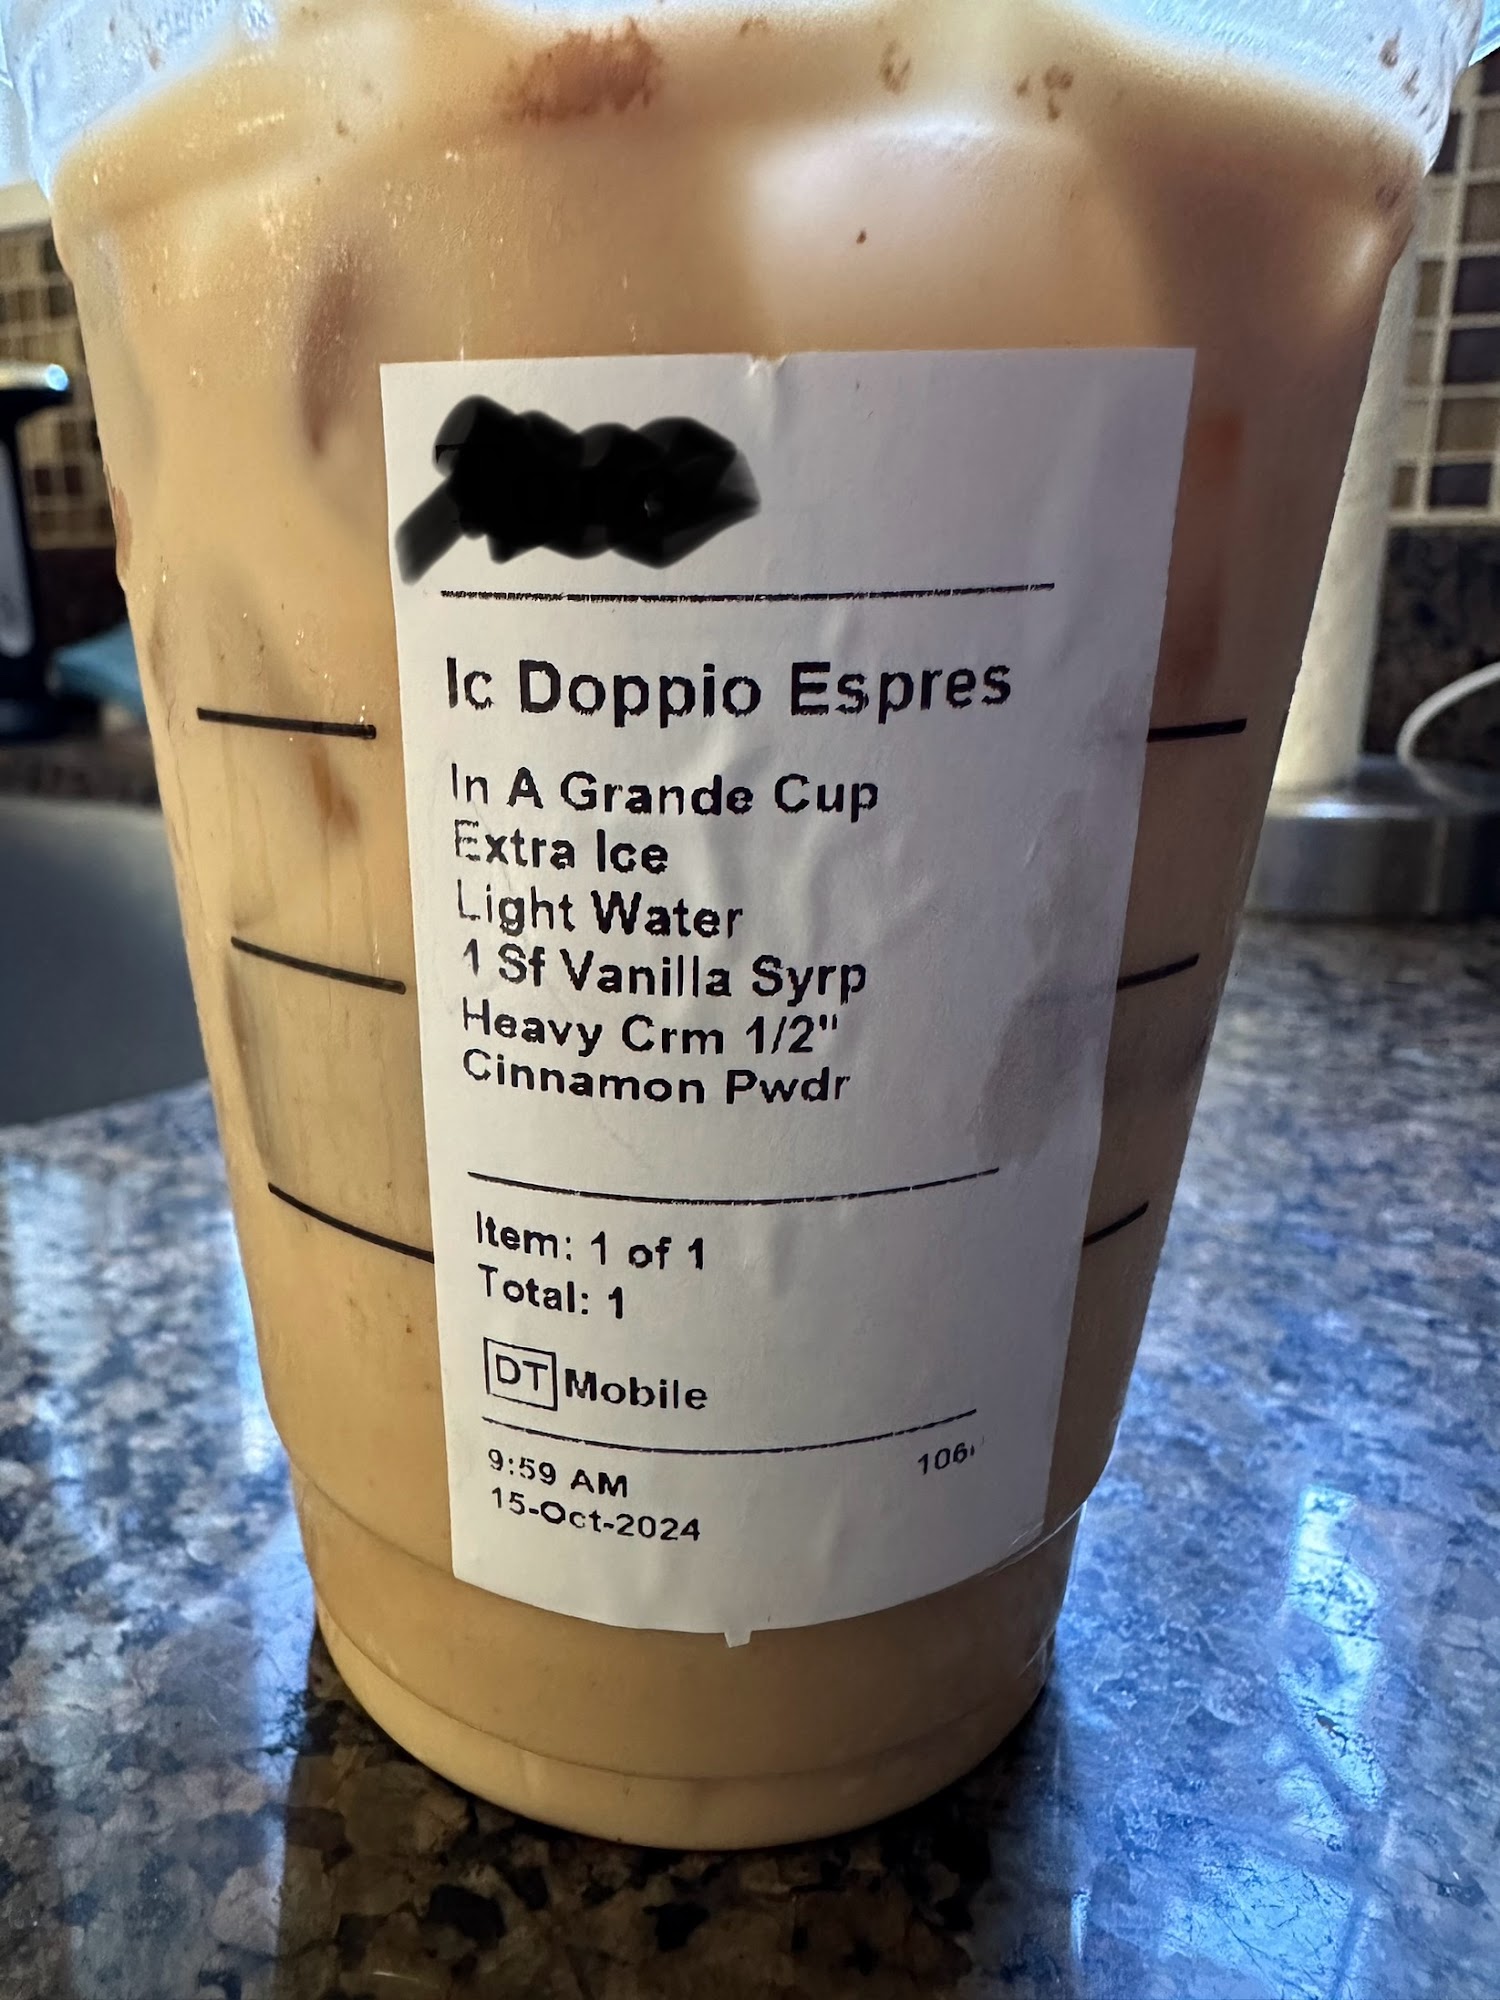 Ic Doppio Espres
In A Grande Cup
Extra Ice
Light Water
1 Sf Vanilla Syrp
Heavy Crm 1/2"
Cinnamon Pwdr
Item: 1 of 1
Total: 1
DT Mobile
9:59 AM
106
15-Oct-2024